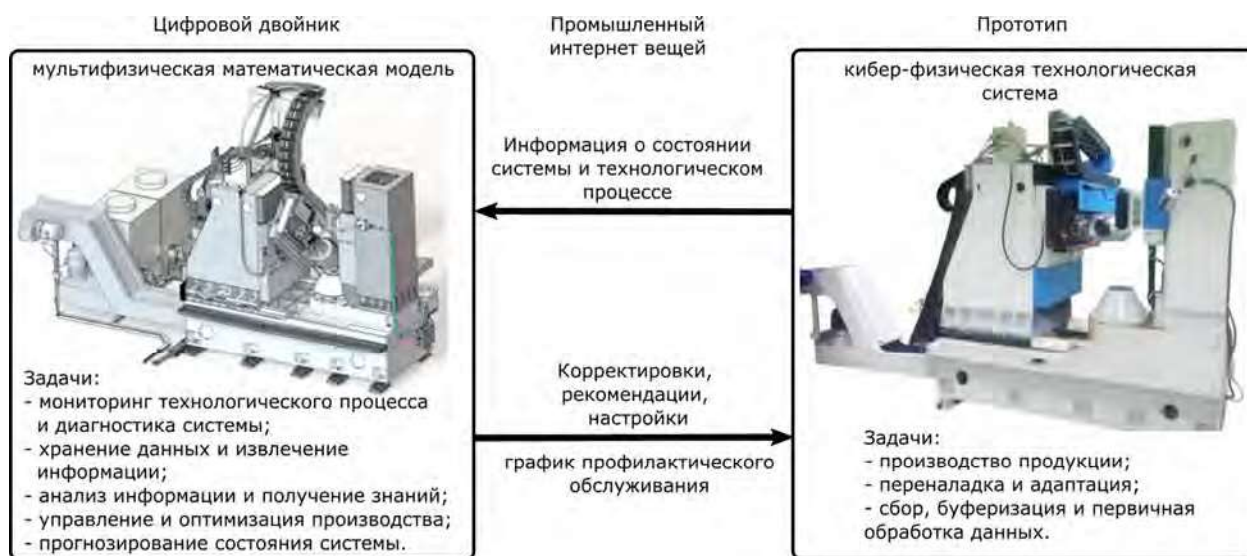 Цифровой двойник
мультифизическая математическая модель
Задачи:
- мониторинг технологического процесса
и диагностика системы;
- хранение данных и извлечение
информации;
- анализ информации и получение знаний;
- управление и оптимизация производства;
- прогнозирование состояния системы.
Промышленный
интернет вещей
Информация о состоянии
системы и технологическом
процессе
Корректировки,
рекомендации,
настройки
график профилактического
обслуживания
Прототип
кибер-физическая технологическая
система
Задачи:
- производство продукции;
- переналадка и адаптация;
- сбор, буферизация и первичная
обработка данных.